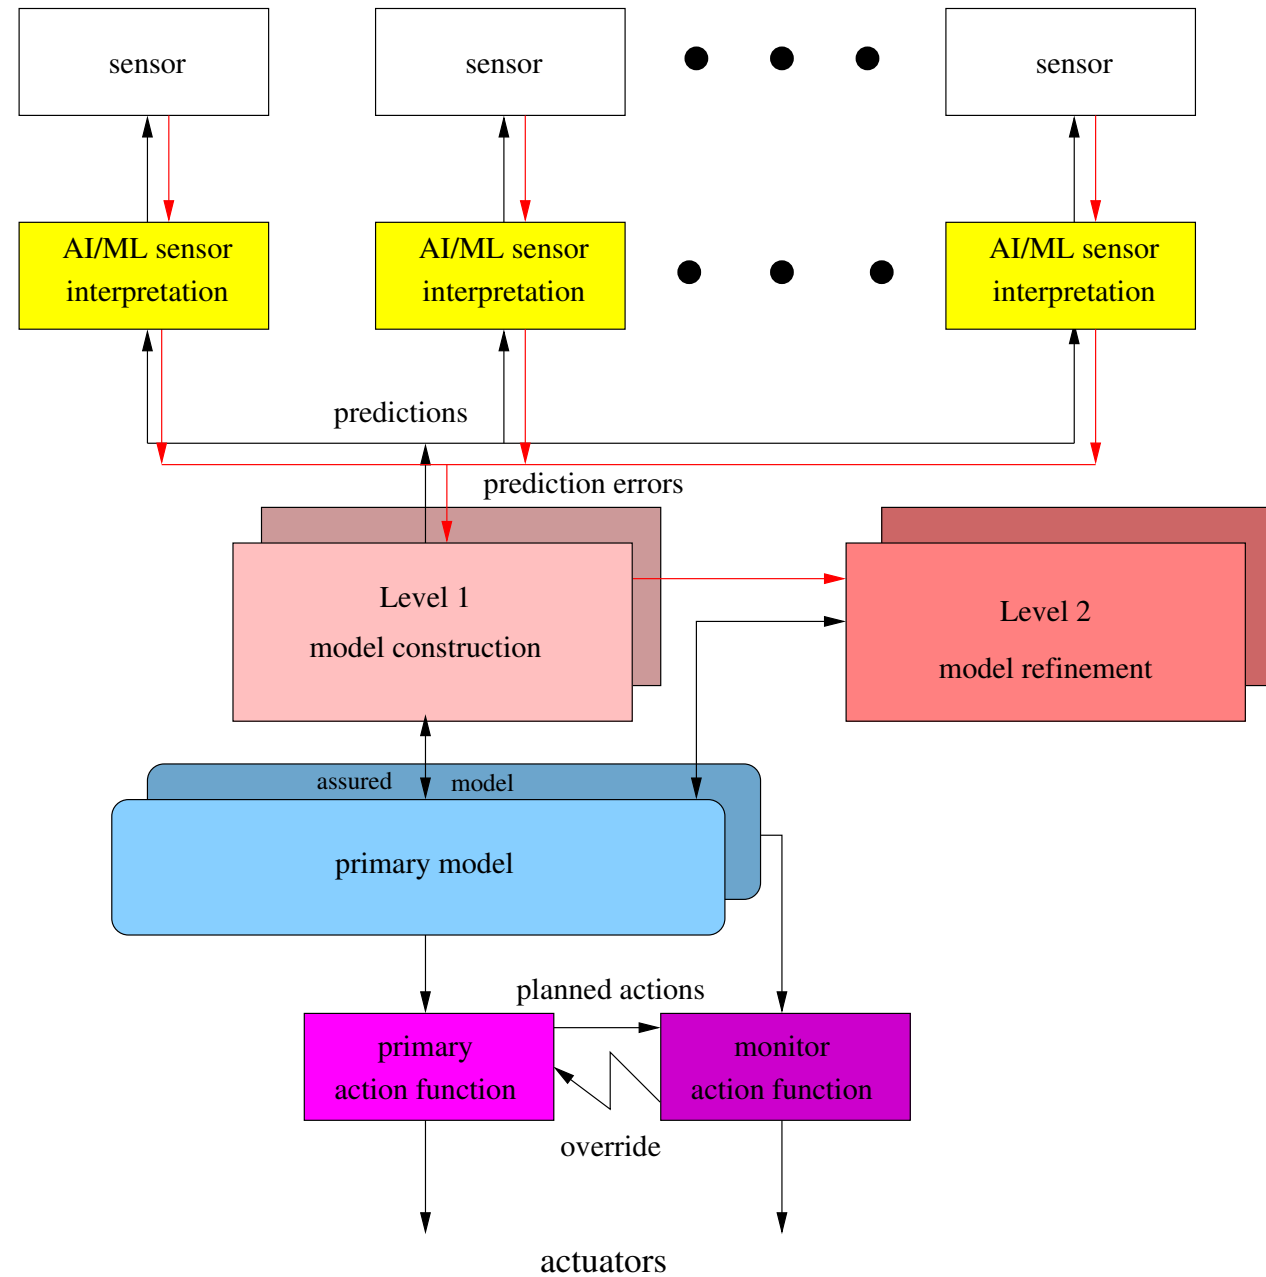 sensor
sensor
sensor
AI/ML sensor
interpretation
AI/ML sensor
interpretation
AI/ML sensor
interpretation
predictions
prediction errors
Level 1
model construction
Level 2
model refinement
assured model
primary model
planned actions
primary
action function
monitor
action function
override
actuators